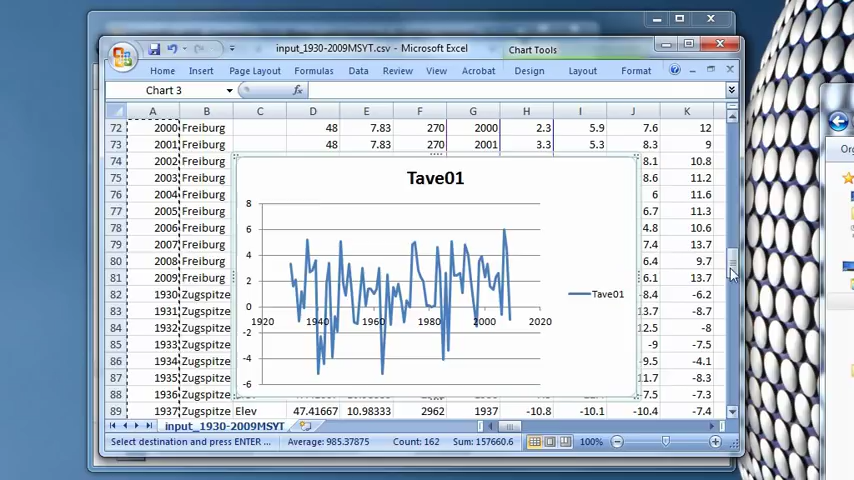 input_1930-2009MSYT.csv - Microsoft Excel Chart Tools
Home Insert Page Layout Formulas Data Review View Acrobat Design Layout Format
Chart 3 fx
A B C D E F G H I J K
72 2000 Freiburg 48 7.83 270 2000 2.3 5.9 7.6 12
73 2001 Freiburg 48 7.83 270 2001 3.3 5.3 8.3 9
74 2002 Freiburg 8.1 10.8
75 2003 Freiburg 8.6 11.2
76 2004 Freiburg 6 11.6
77 2005 Freiburg 6.7 11.3
78 2006 Freiburg 4.8 10.6
79 2007 Freiburg 7.4 13.7
80 2008 Freiburg 6.4 9.7
81 2009 Freiburg 6.1 13.7
82 1930 Zugspitze -8.4 -6.2
83 1931 Zugspitze 10.7 -8.7
84 1932 Zugspitze 12.5 -8
85 1933 Zugspitze -9 -7.5
86 1934 Zugspitze -9.5 -4.1
87 1935 Zugspitze 11.7 -8.3
88 1936 Zugspitze -7.3
89 1937 Zugspitze Elev 47.41667 10.98333 2962 1937 -10.8 -10.1 -10.4 -7.4
Tave01
8
6
4
2
0
-2
-4
-6
1920 1940 1960 1980 2000 2020
Tave01
input_1930-2009MSYT
Select destination and press ENTER ... Average: 985.37875 Count: 162 Sum: 157660.6 100%
Org